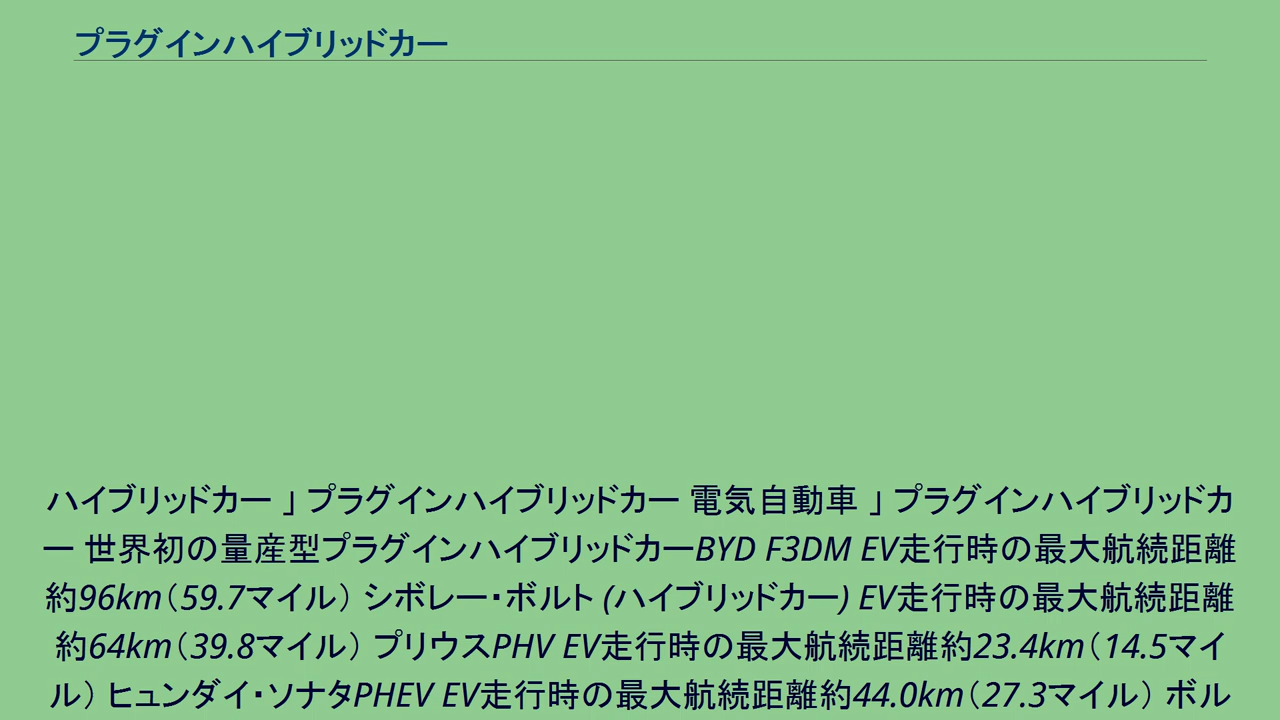 プラグインハイブリッドカー
ハイブリッドカー 」 プラグインハイブリッドカー 電気自動車 」 プラグインハイブリッドカ
ー 世界初の量産型プラグインハイブリッドカーBYD F3DM EV走行時の最大航続距離
約96km（59.7マイル） シボレー・ボルト (ハイブリッドカー) EV走行時の最大航続距離
約64km（39.8マイル） プリウスPHV EV走行時の最大航続距離約23.4km（14.5マイ
ル） ヒュンダイ・ソナタPHEV EV走行時の最大航続距離約44.0km（27.3マイル） ボル